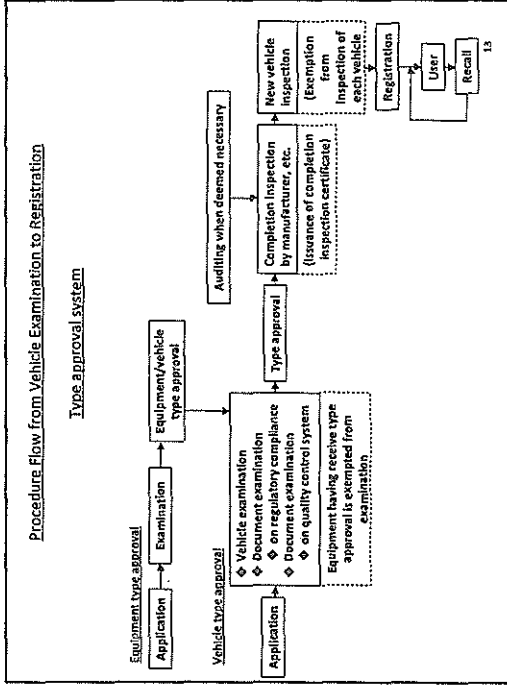 Procedure Flow from Vehicle Examination to Registration
Type approval system
Equipment type approval
Application
Examination
Equipment/vehicle
type approval
Vehicle type approval
Application
❖ Vehicle examination
❖ Document examination
❖ on regulatory compliance
❖ Document examination
❖ on quality control system
Equipment having receive type
approval is exempted from
examination
Type approval
Auditing when deemed necessary
Completion Inspection
by manufacturer, etc.
(Issuance of completion
inspection certificate)
New vehicle
inspection
(Exemption
from
Inspection of
each vehicle
Registration
User
Recall
13